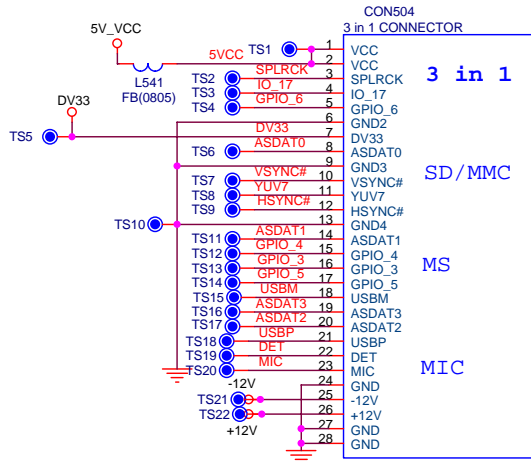 CON504
3 in 1 CONNECTOR
5V_VCC
5VCC
L541
FB(0805)
DV33
TS1
1 VCC
2 VCC
TS2 SPLRCK 3 SPLRCK
TS3 IO_17 4 IO_17
TS4 GPIO_6 5 GPIO_6
6 GND2
TS5 DV33 7 DV33
TS6 ASDAT0 8 ASDAT0
9 GND3
TS7 VSYNC# 10 VSYNC#
TS8 YUV7 11 YUV7
TS9 HSYNC# 12 HSYNC#
TS10 13 GND4
TS11 ASDAT1 14 ASDAT1
TS12 GPIO_4 15 GPIO_4
TS13 GPIO_3 16 GPIO_3
TS14 GPIO_5 17 GPIO_5
TS15 USBM 18 USBM
TS16 ASDAT3 19 ASDAT3
TS17 ASDAT2 20 ASDAT2
TS18 USBP 21 USBP
TS19 DET 22 DET
TS20 MIC 23 MIC
24 GND
-12V
TS21 25 -12V
TS22 26 +12V
+12V
27 GND
28 GND
3 in 1
SD/MMC
MS
MIC